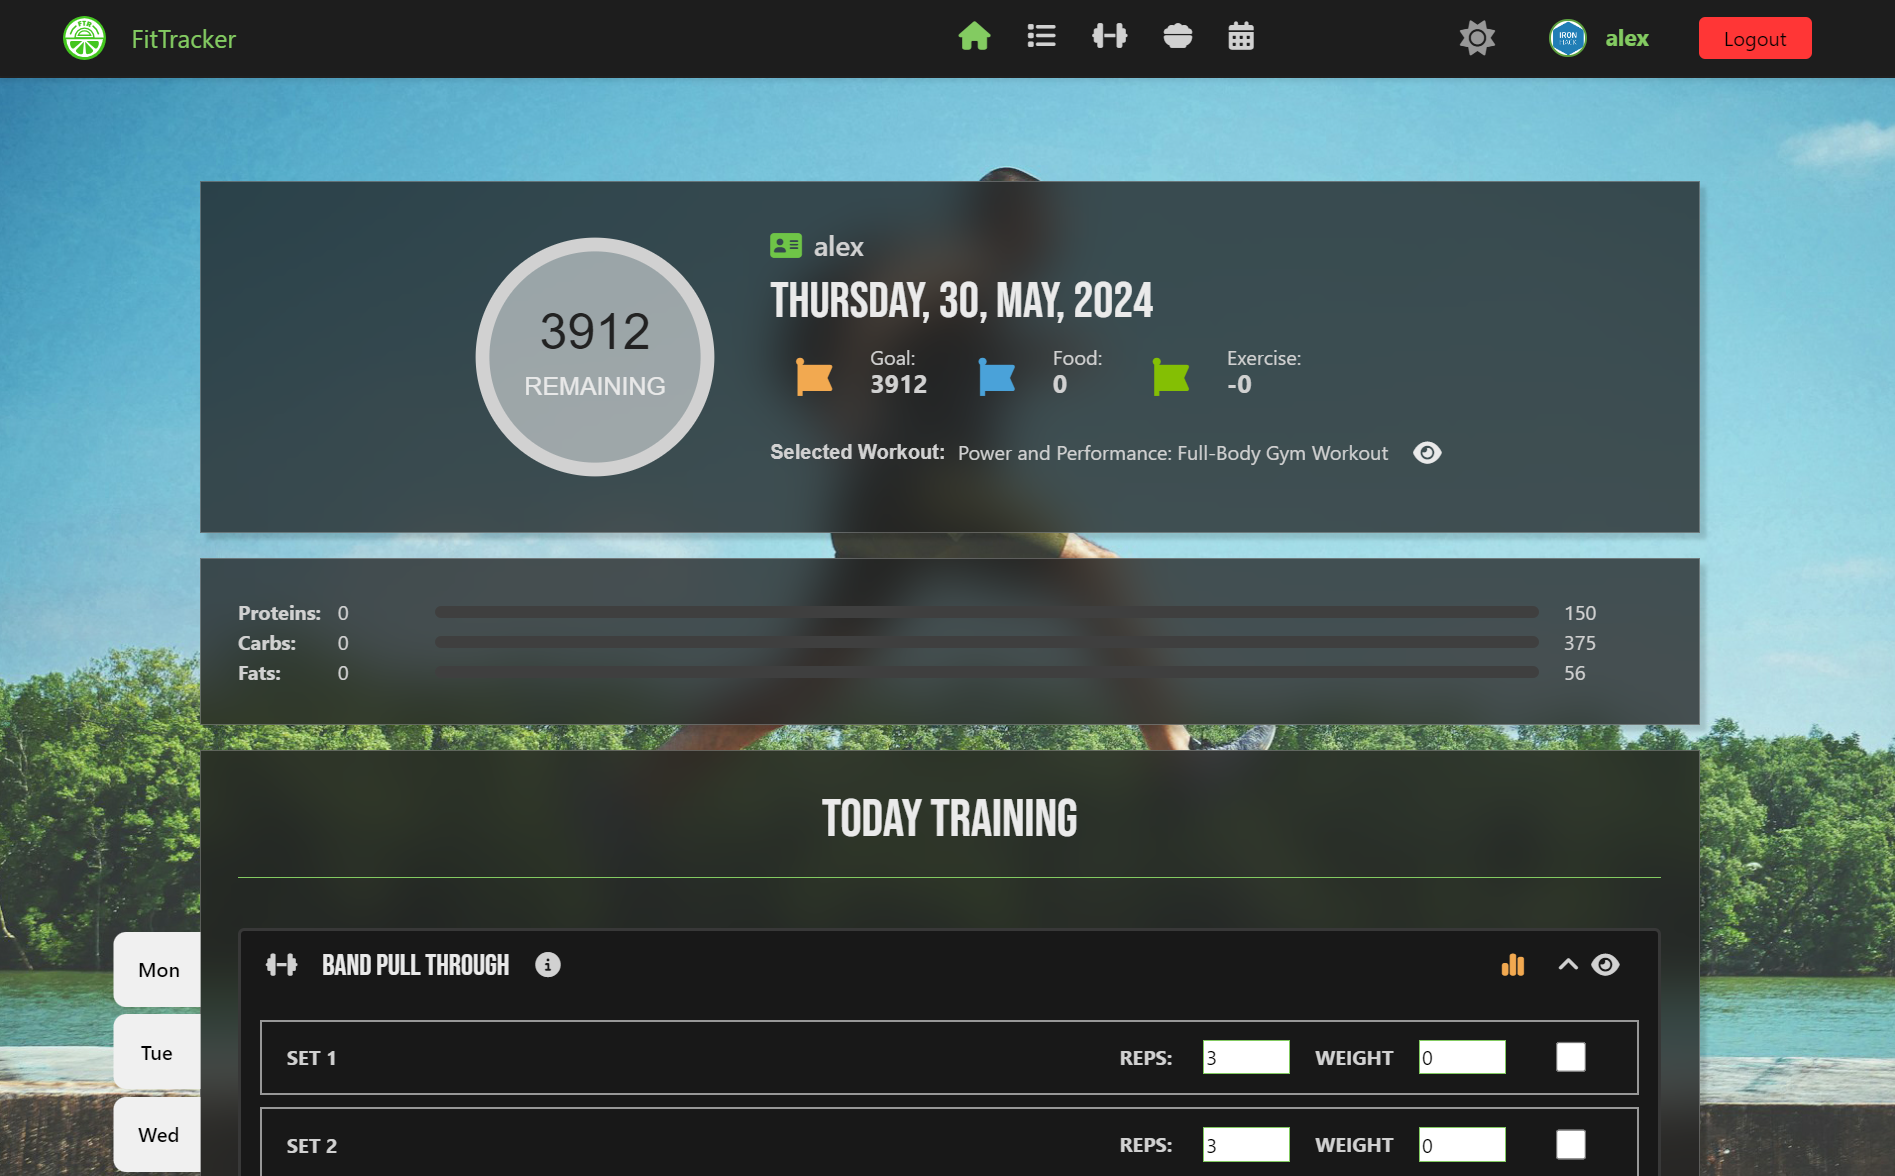 FitTracker
IRON
HACK
alex
Logout
alex
THURSDAY, 30, MAY, 2024
3912
REMAINING
Goal:
3912
Food:
0
Exercise:
-0
Selected Workout: Power and Performance: Full-Body Gym Workout
Proteins: 0 150
Carbs: 0 375
Fats: 0 56
TODAY TRAINING
Mon
Tue
Wed
BAND PULL THROUGH
SET 1 REPS: 3 WEIGHT 0
SET 2 REPS: 3 WEIGHT 0